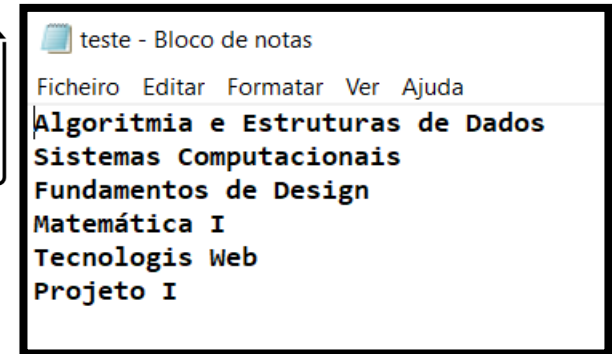 teste - Bloco de notas
Ficheiro Editar Formatar Ver Ajuda
Algoritmia e Estruturas de Dados
Sistemas Computacionais
Fundamentos de Design
Matemática I
Tecnologis Web
Projeto I